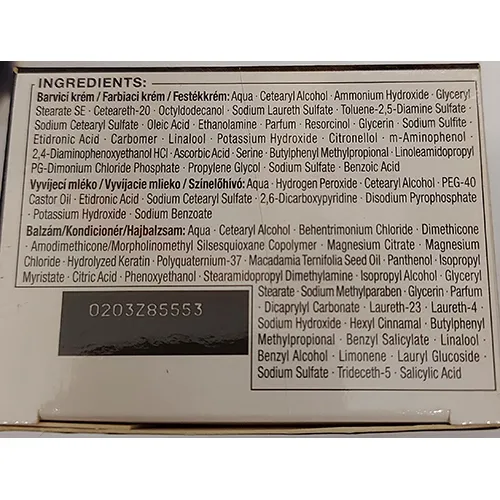 INGREDIENTS:
Barvicí krém / Farbiaci krém / Festékkrém: Aqua · Cetearyl Alcohol · Ammonium Hydroxide · Glyceryl
Stearate SE · Ceteareth-20 · Octyldodecanol · Sodium Laureth Sulfate · Toluene-2,5-Diamine Sulfate ·
Sodium Cetearyl Sulfate · Oleic Acid · Ethanolamine · Parfum · Resorcinol · Glycerin · Sodium Sulfite ·
Etidronic Acid · Carbomer · Linalool · Potassium Hydroxide · Citronellol · m-Aminophenol ·
2,4-Diaminophenoxyethanol HCl · Ascorbic Acid · Serine · Butylphenyl Methylpropional · Linoleamidopropyl
PG-Dimonium Chloride Phosphate · Propylene Glycol · Sodium Sulfate · Benzoic Acid
Vyvíjecí mléko / Vyvíjacie mlieko / Színelőhívó: Aqua · Hydrogen Peroxide · Cetearyl Alcohol · PEG-40
Castor Oil · Etidronic Acid · Sodium Cetearyl Sulfate · 2,6-Dicarboxypyridine · Disodium Pyrophosphate
· Potassium Hydroxide · Sodium Benzoate
Balzám/Kondicionér/Hajbalzsam: Aqua · Cetearyl Alcohol · Behentrimonium Chloride · Dimethicone
· Amodimethicone/Morpholinomethyl Silsesquioxane Copolymer · Magnesium Citrate · Magnesium
Chloride · Hydrolyzed Keratin · Polyquaternium-37 · Macadamia Ternifolia Seed Oil · Panthenol · Isopropyl
Myristate · Citric Acid · Phenoxyethanol · Stearamidopropyl Dimethylamine · Isopropyl Alcohol · Glyceryl
Stearate · Sodium Methylparaben · Glycerin · Parfum
· Dicaprylyl Carbonate · Laureth-23 · Laureth-4 ·
Sodium Hydroxide · Hexyl Cinnamal · Butylphenyl
Methylpropional · Benzyl Salicylate · Linalool ·
Benzyl Alcohol · Limonene · Lauryl Glucoside ·
Sodium Sulfate · Trideceth-5 · Salicylic Acid
0203Z85553